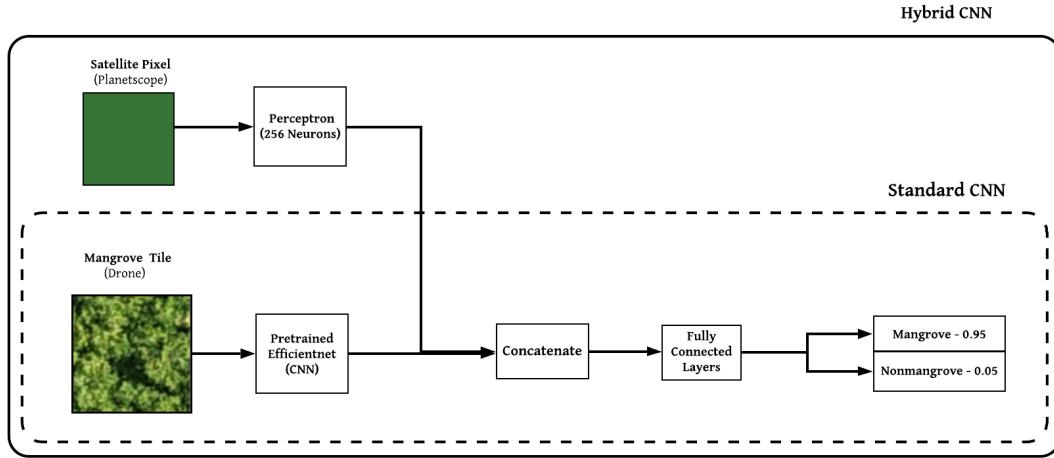 Hybrid CNN
Satellite Pixel
(Planetscope)
Perceptron
(256 Neurons)
Standard CNN
Mangrove Tile
(Drone)
Pretrained
Efficientnet
(CNN)
Concatenate
Fully
Connected
Layers
Mangrove - 0.95
Nonmangrove - 0.05